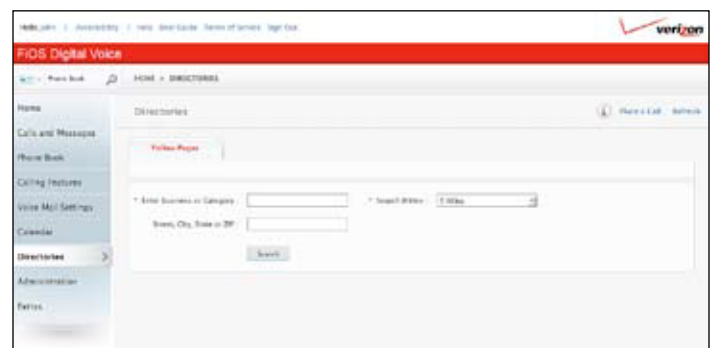 Hello, John | Accessibility | Help User Guide Terms of Service Sign Out
verizon
FiOS Digital Voice
Phone Book
HOME > DIRECTORIES
Home
Calls and Messages
Phone Book
Calling Features
Voice Mail Settings
Calendar
Directories
Administration
Extras
Directories
Place a Call Refresh
Yellow Pages
* Enter Business or Category
* Search Within: 5 Miles
Street, City, State or ZIP
Search